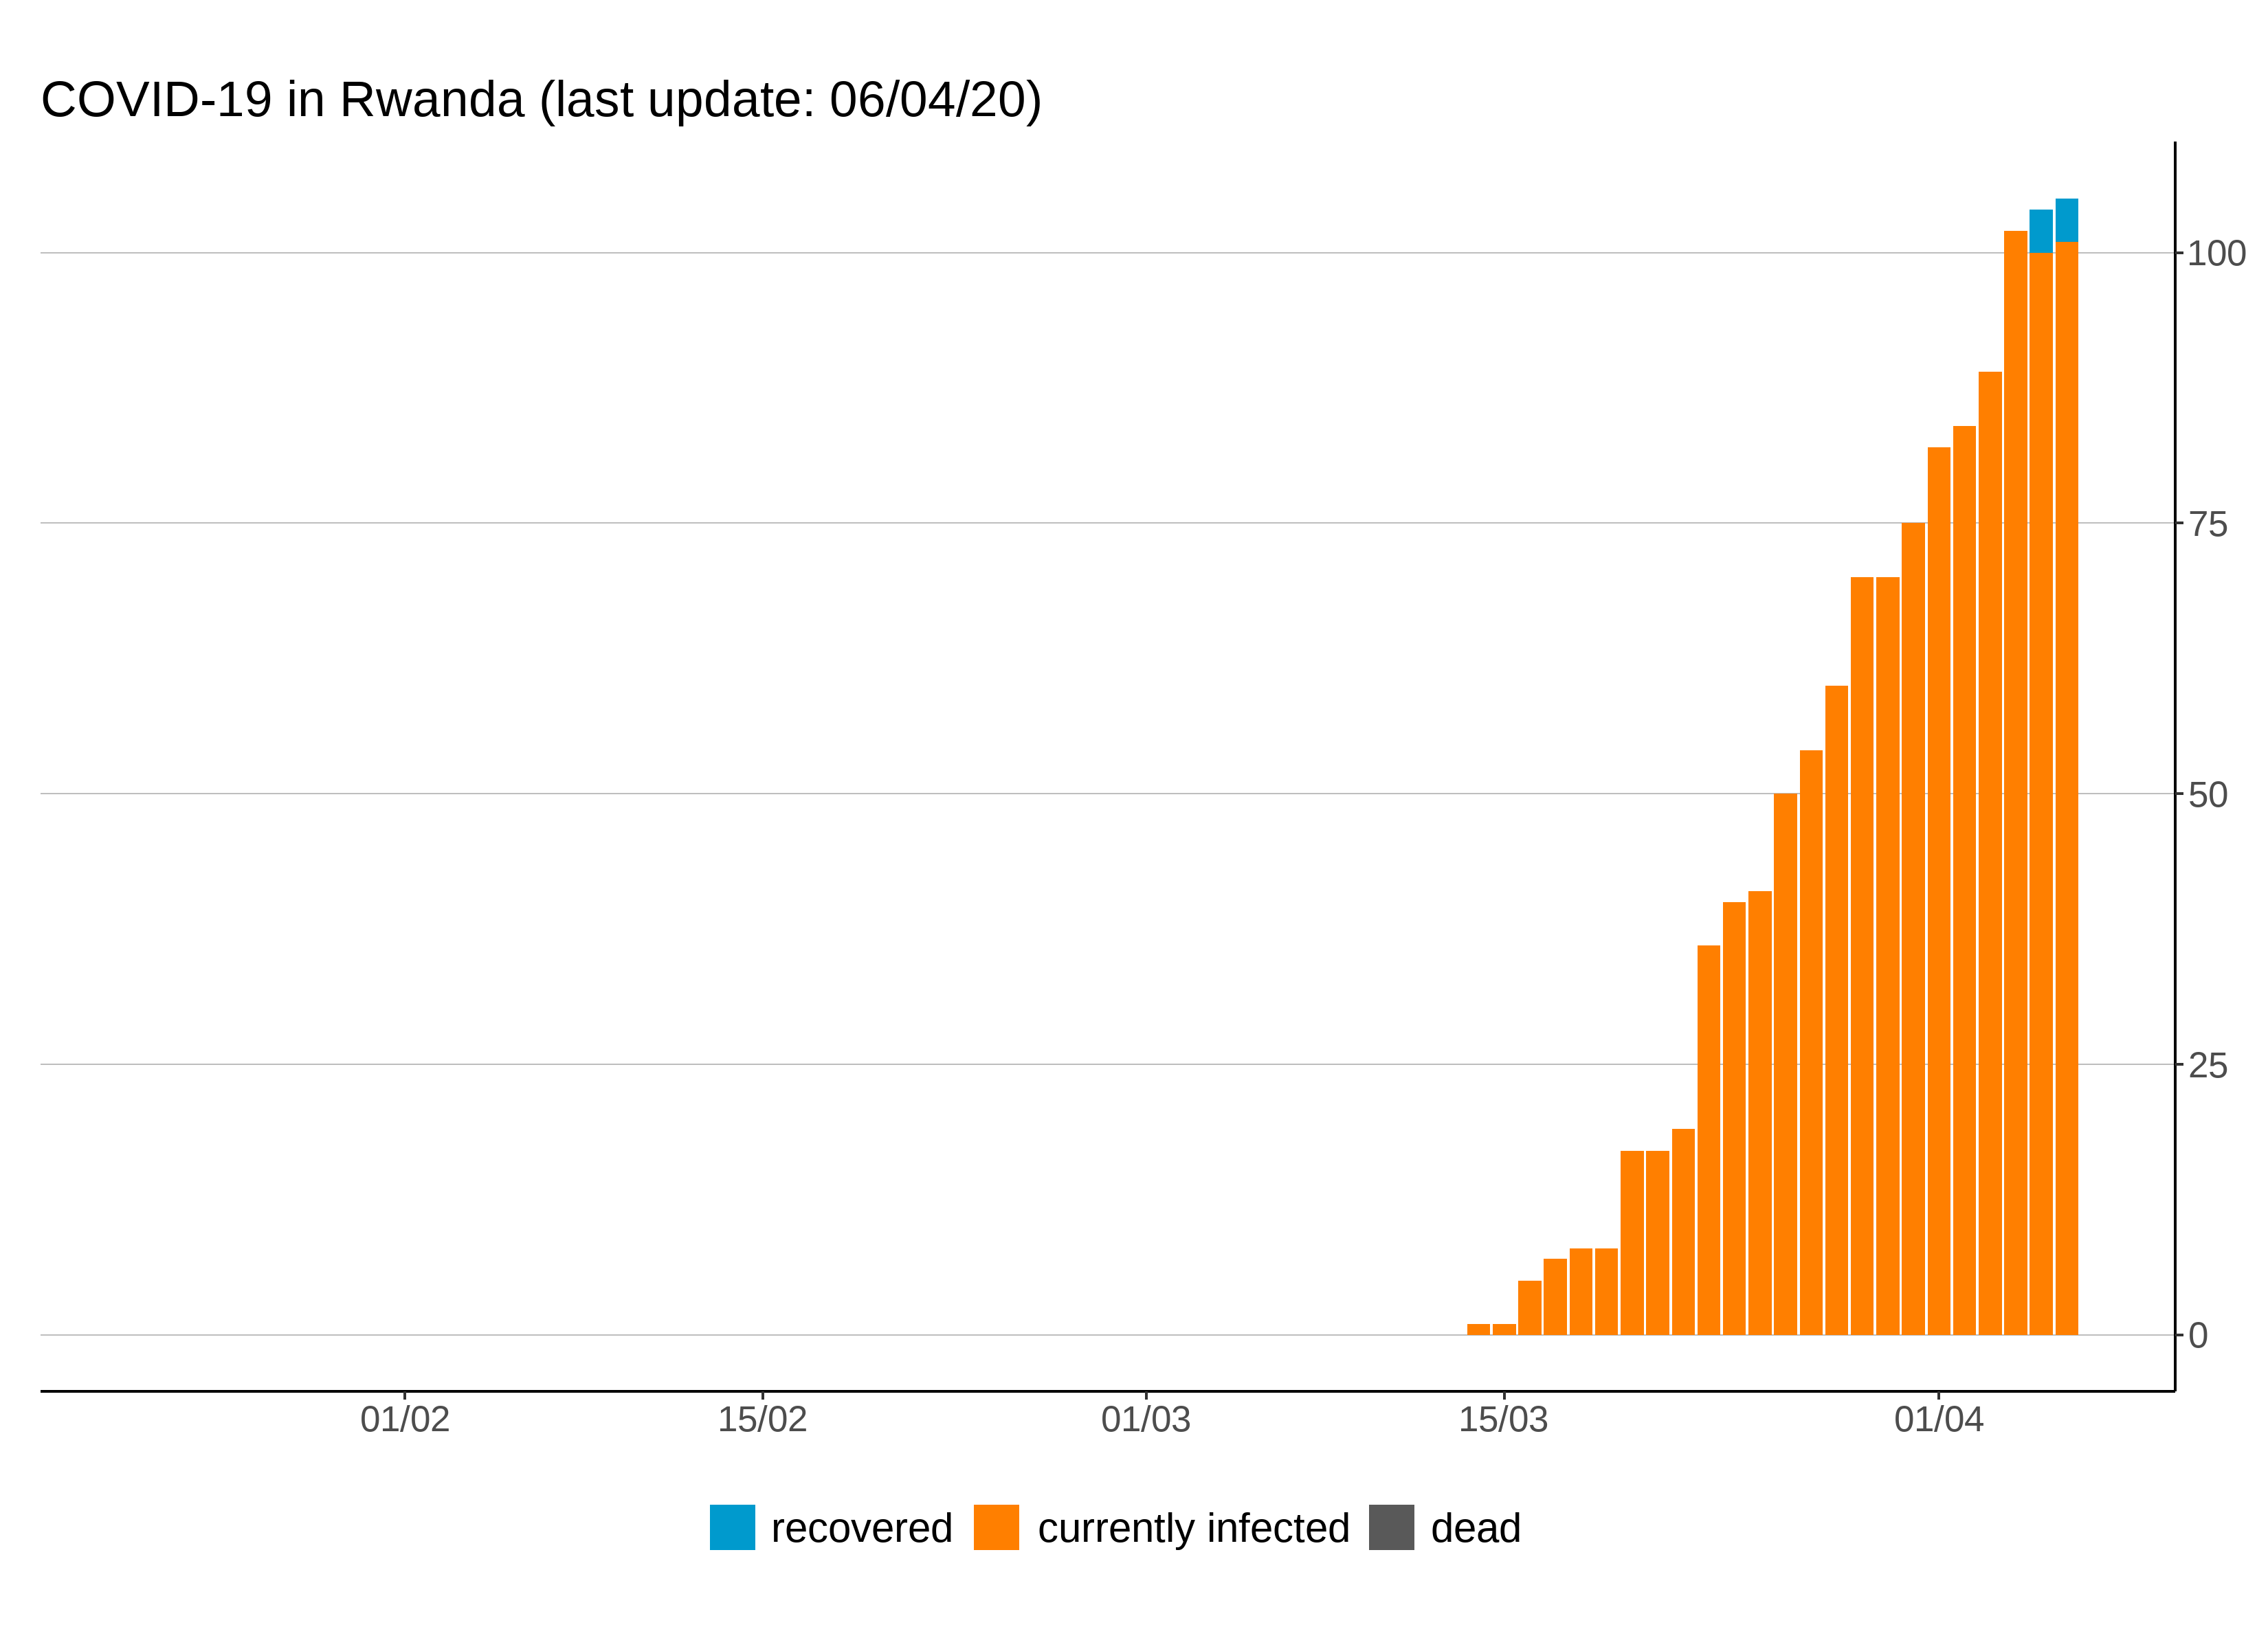 COVID-19 in Rwanda (last update: 06/04/20)
100
75
50
25
0
01/02 15/02 01/03 15/03 01/04
recovered currently infected dead